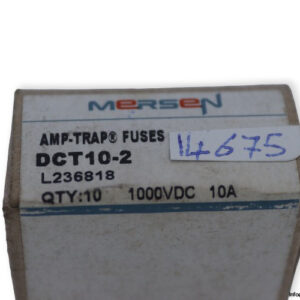 MERSEN
AMP-TRAP® FUSES
14675
DCT10-2
L236818
QTY:10 1000VDC 10A